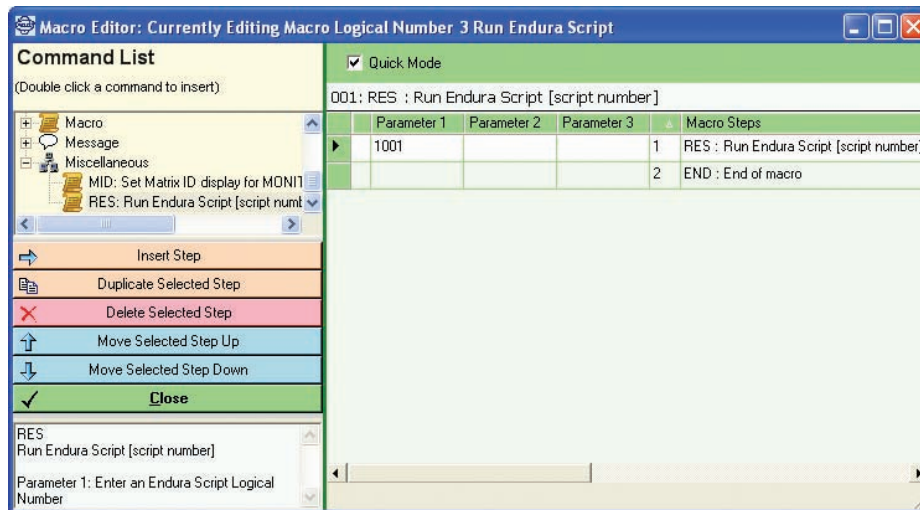 Macro Editor: Currently Editing Macro Logical Number 3 Run Endura Script
Command List
(Double click a command to insert)
Macro
Message
Miscellaneous
MID: Set Matrix ID display for MONIT
RES: Run Endura Script [script numb
Insert Step
Duplicate Selected Step
Delete Selected Step
Move Selected Step Up
Move Selected Step Down
Close
RES
Run Endura Script [script number]
Parameter 1: Enter an Endura Script Logical
Number
Quick Mode
001: RES : Run Endura Script [script number]
Parameter 1 Parameter 2 Parameter 3 Macro Steps
1001 1 RES : Run Endura Script [script number]
2 END : End of macro